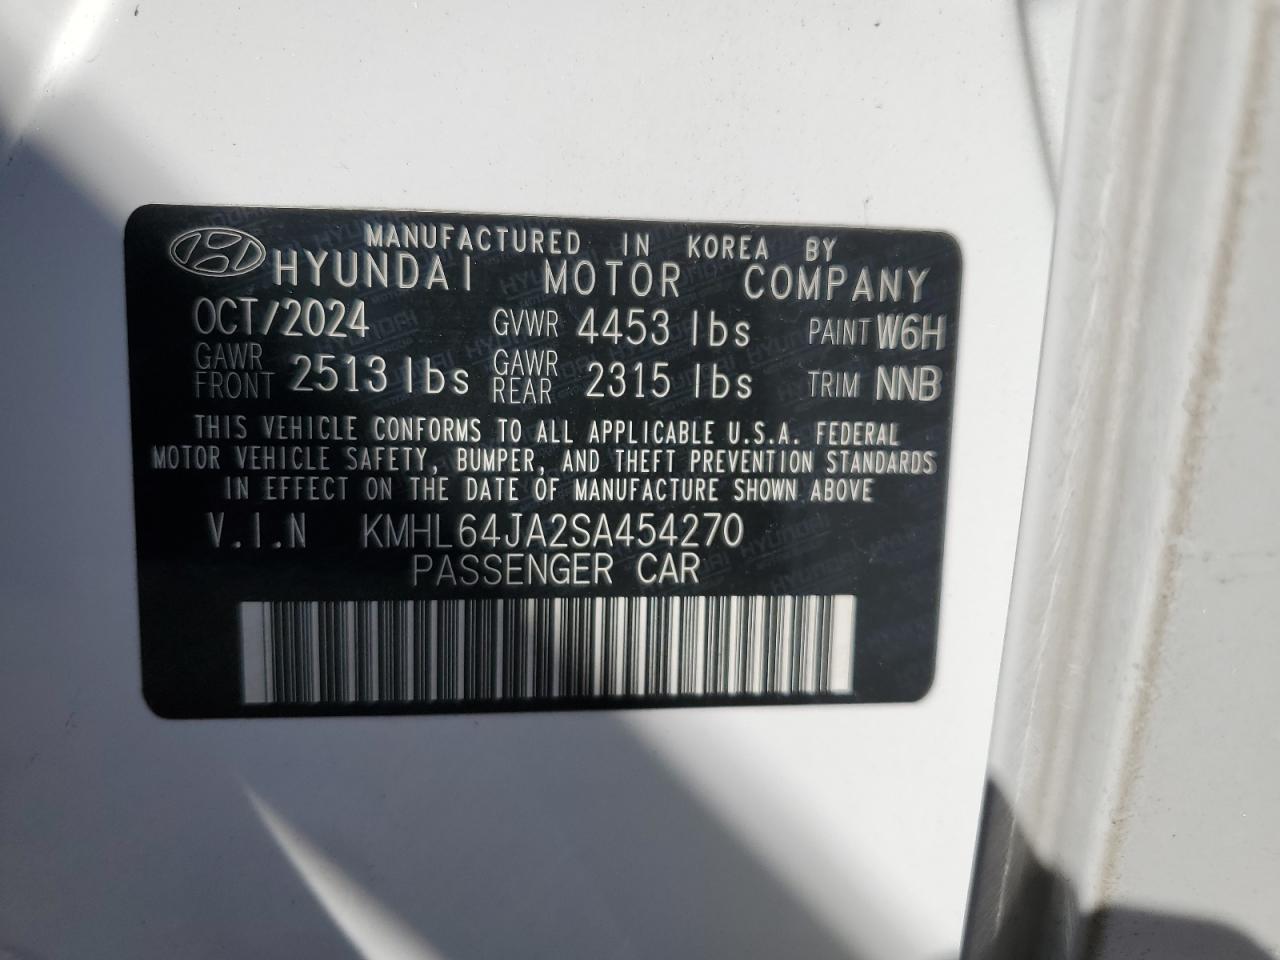 MANUFACTURED IN KOREA BY
HYUNDAI MOTOR COMPANY
OCT/2024 GVWR 4453 lbs PAINT W6H
GAWR FRONT 2513 lbs GAWR REAR 2315 lbs TRIM NNB
THIS VEHICLE CONFORMS TO ALL APPLICABLE U.S.A. FEDERAL
MOTOR VEHICLE SAFETY, BUMPER, AND THEFT PREVENTION STANDARDS
IN EFFECT ON THE DATE OF MANUFACTURE SHOWN ABOVE
V.I.N KMHL64JA2SA454270
PASSENGER CAR